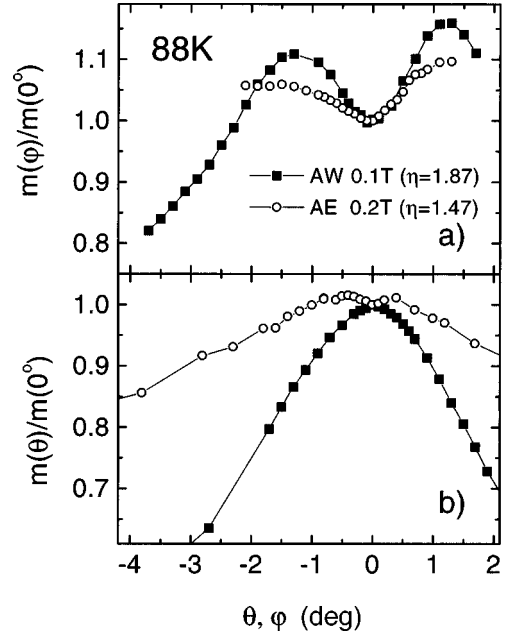 88K
m(φ)/m(0°)
1.1
1.0
0.9
0.8
AW 0.1T (η=1.87)
AE 0.2T (η=1.47)
a)
m(θ)/m(0°)
1.0
0.9
0.8
0.7
b)
-4 -3 -2 -1 0 1 2
θ, φ (deg)